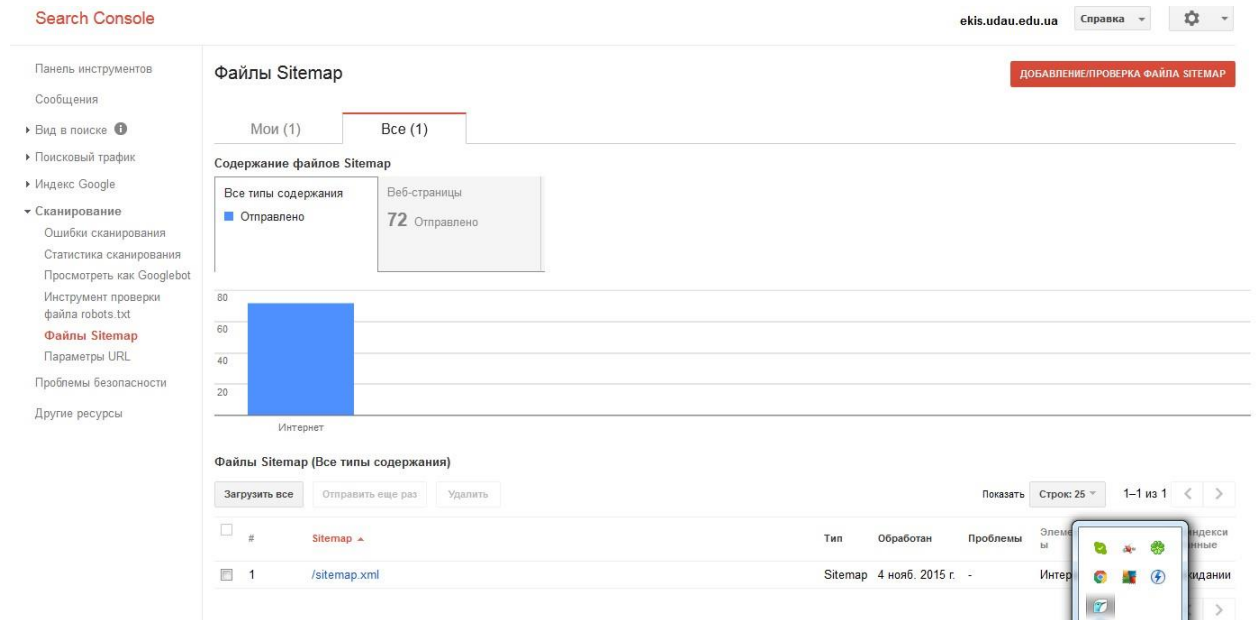 Search Console
ekis.udau.edu.ua
Справка
Панель инструментов
Сообщения
Вид в поиске
Поисковый трафик
Индекс Google
Сканирование
Ошибки сканирования
Статистика сканирования
Просмотреть как Googlebot
Инструмент проверки
файла robots.txt
Файлы Sitemap
Параметры URL
Проблемы безопасности
Другие ресурсы
Файлы Sitemap
ДОБАВЛЕНИЕ/ПРОВЕРКА ФАЙЛА SITEMAP
Мои (1)
Все (1)
Содержание файлов Sitemap
Все типы содержания
Отправлено
Веб-страницы
72 Отправлено
80
60
40
20
Интернет
Файлы Sitemap (Все типы содержания)
Загрузить все
Отправить еще раз
Удалить
Показать
Строк: 25
1–1 из 1
#
Sitemap
Тип
Обработан
Проблемы
1
/sitemap.xml
Sitemap
4 нояб. 2015 г.
-